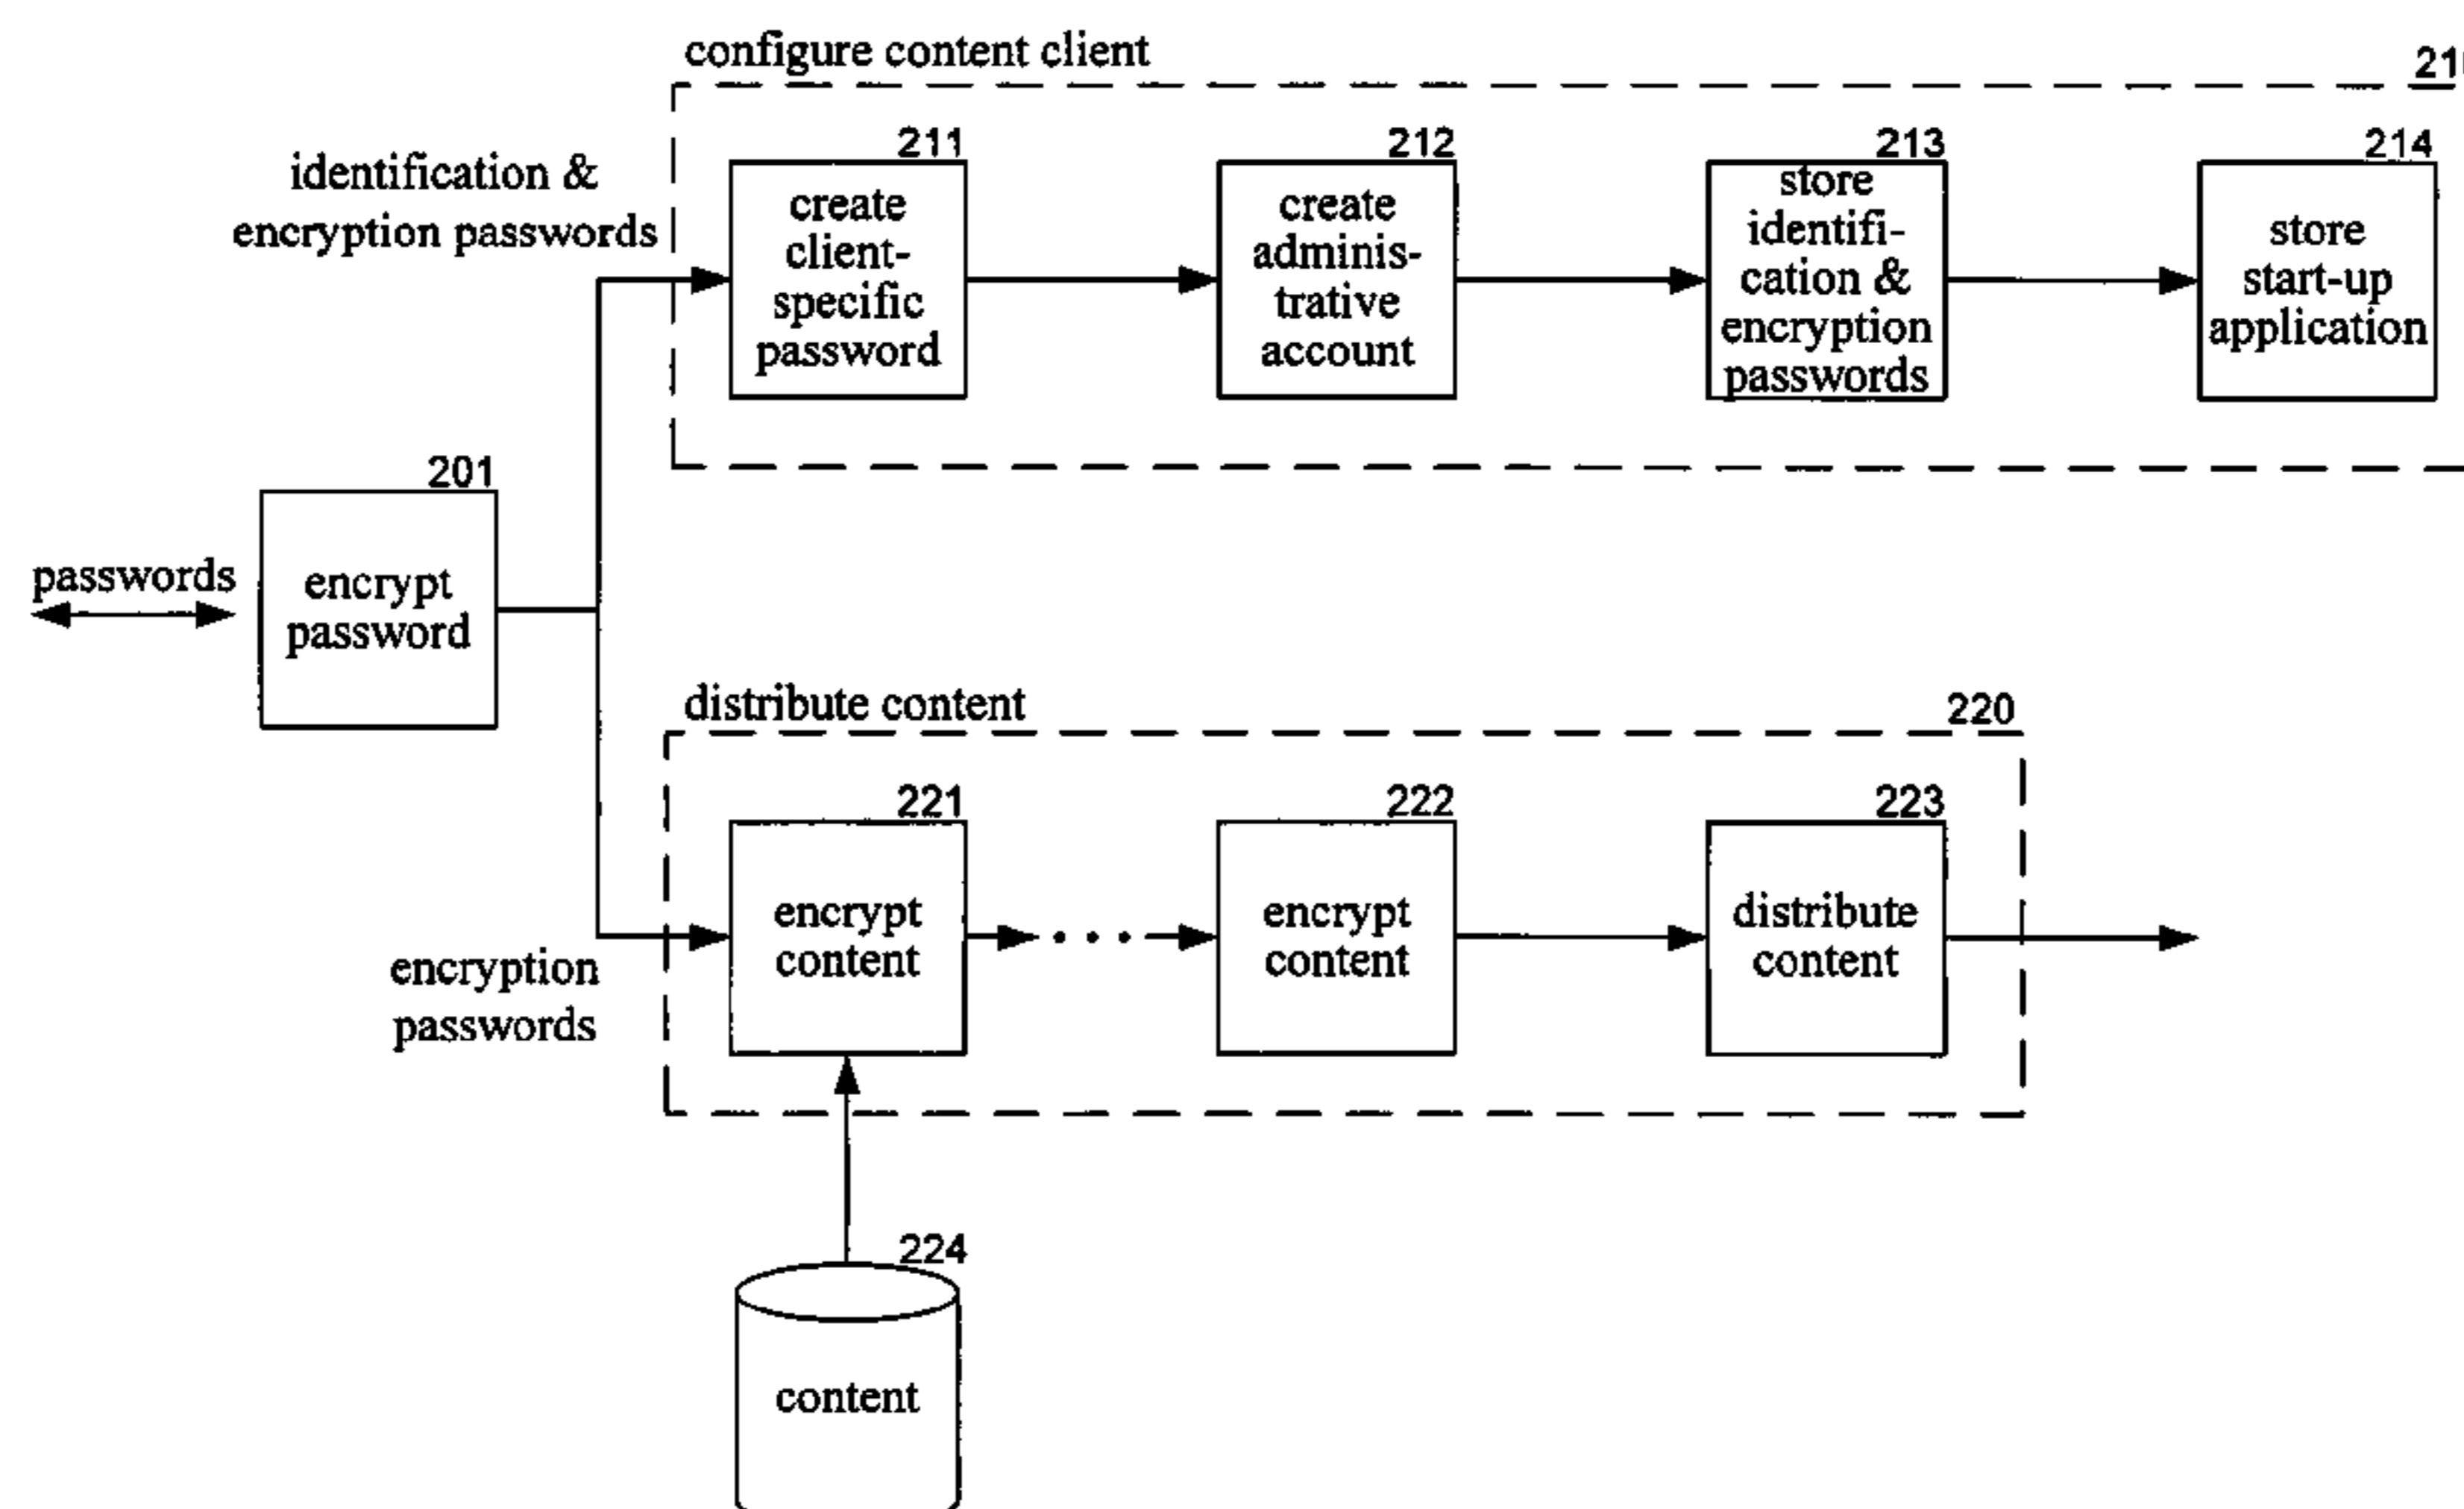 configure content client
211
212
213
214
identification &
encryption passwords
create
client-
specific
password
create
adminis-
trative
account
store
identifi-
cation &
encryption
passwords
store
start-up
application
201
passwords
encrypt
password
distribute content
220
221
222
223
encrypt
content
encrypt
content
distribute
content
encryption
passwords
224
content